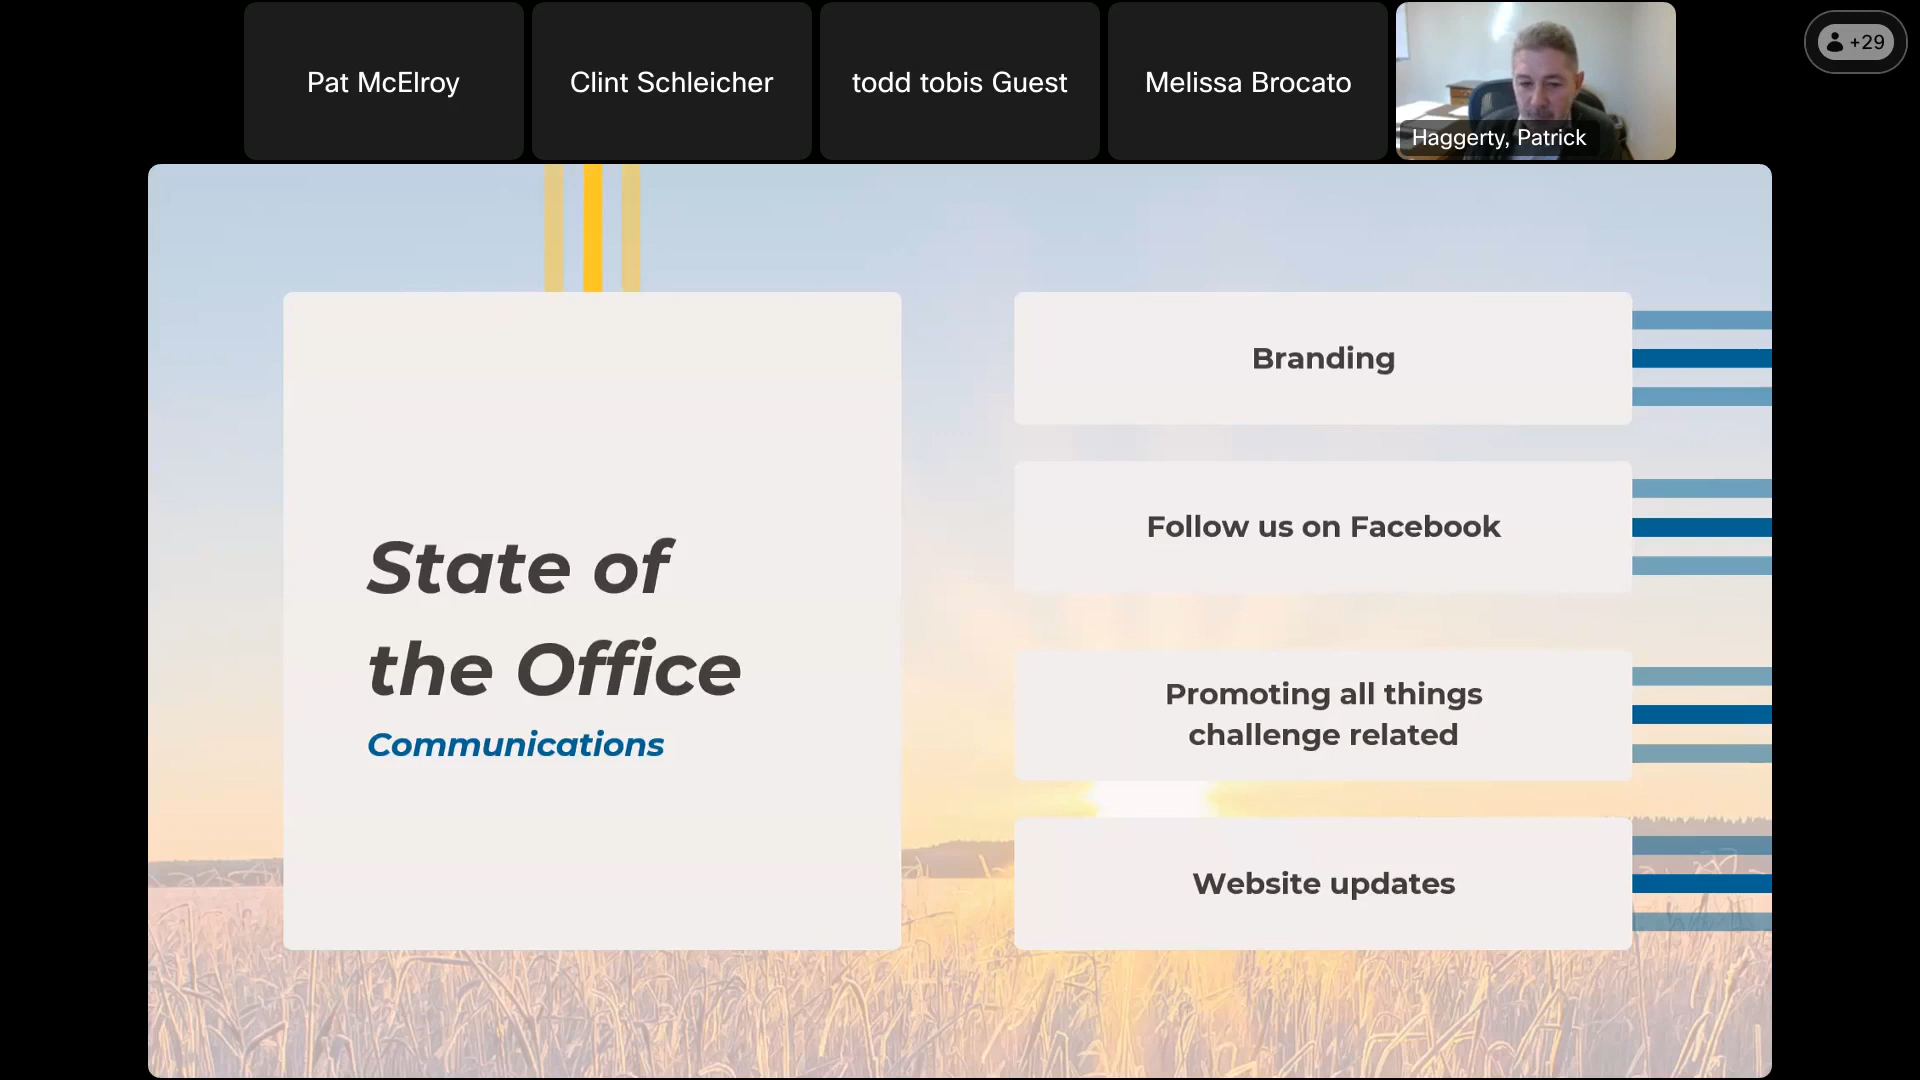 Pat McElroy
Clint Schleicher
todd tobis Guest
Melissa Brocato
Haggerty, Patrick
+29
State of
the Office
Communications
Branding
Follow us on Facebook
Promoting all things
challenge related
Website updates